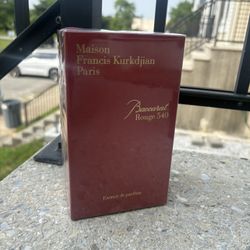 Maison
Francis Kurkdjian
Paris
Baccarat
Rouge 540
Extrait de parfum